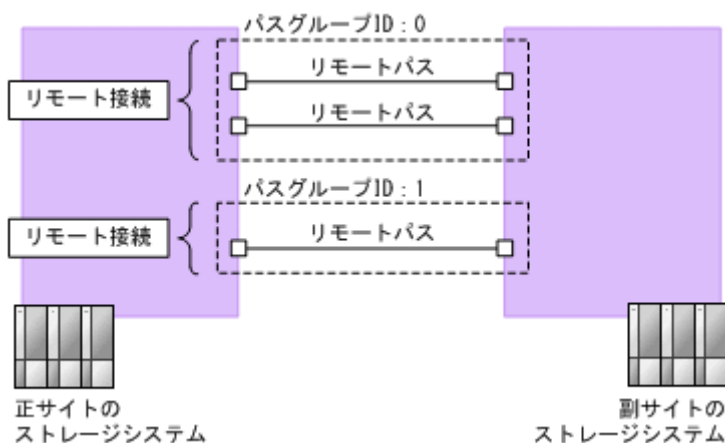 パスグループID：0
リモートパス
リモート接続
リモートパス
パスグループID：1
リモートパス
リモート接続
正サイトの
ストレージシステム
副サイトの
ストレージシステム